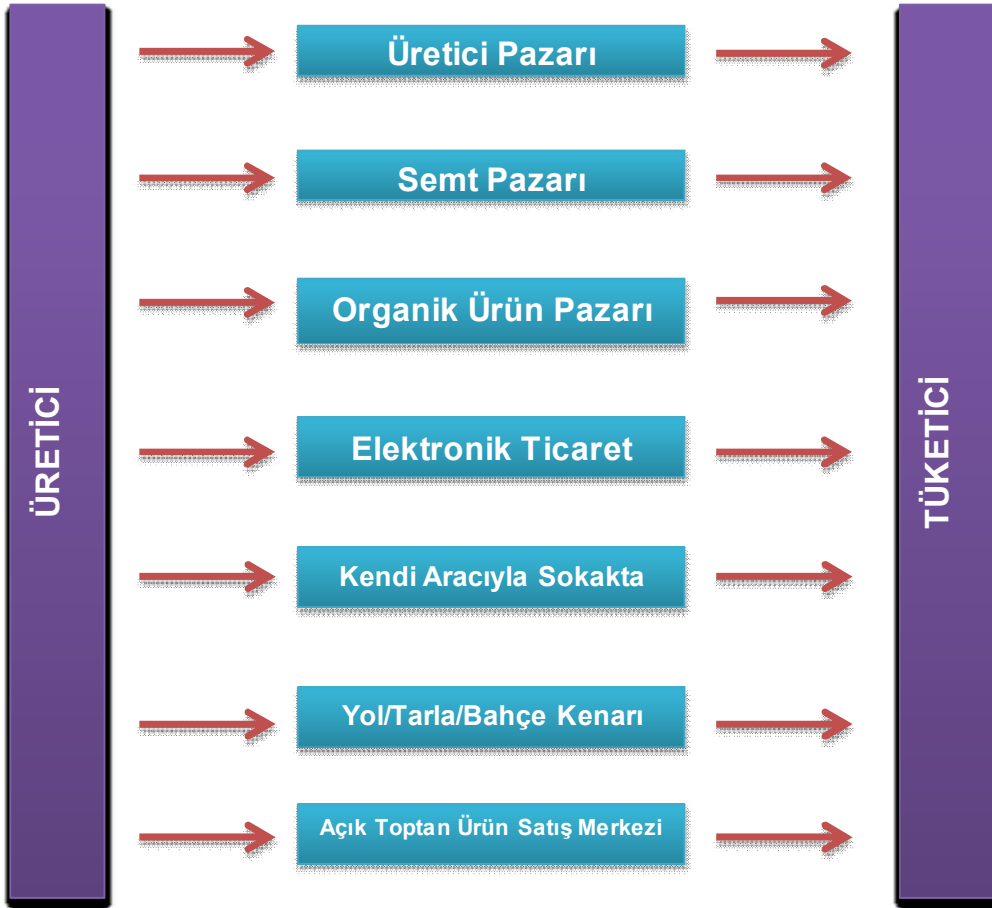 ÜRETİCİ
Üretici Pazarı
Semt Pazarı
Organik Ürün Pazarı
Elektronik Ticaret
Kendi Aracıyla Sokakta
Yol/Tarla/Bahçe Kenarı
Açık Toptan Ürün Satış Merkezi
TÜKETİCİ